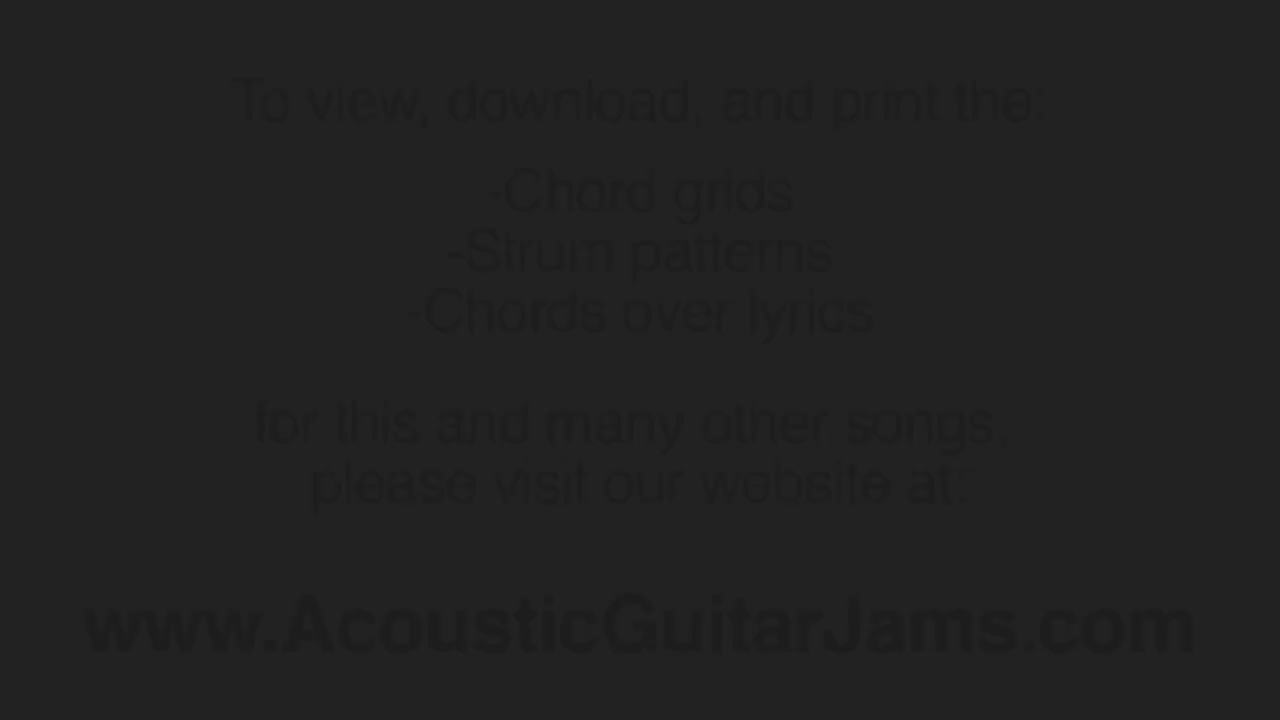 To view, download, and print the:
-Chord grids
-Strum patterns
-Chords over lyrics
for this and many other songs,
please visit our website at:
www.AcousticGuitarJams.com